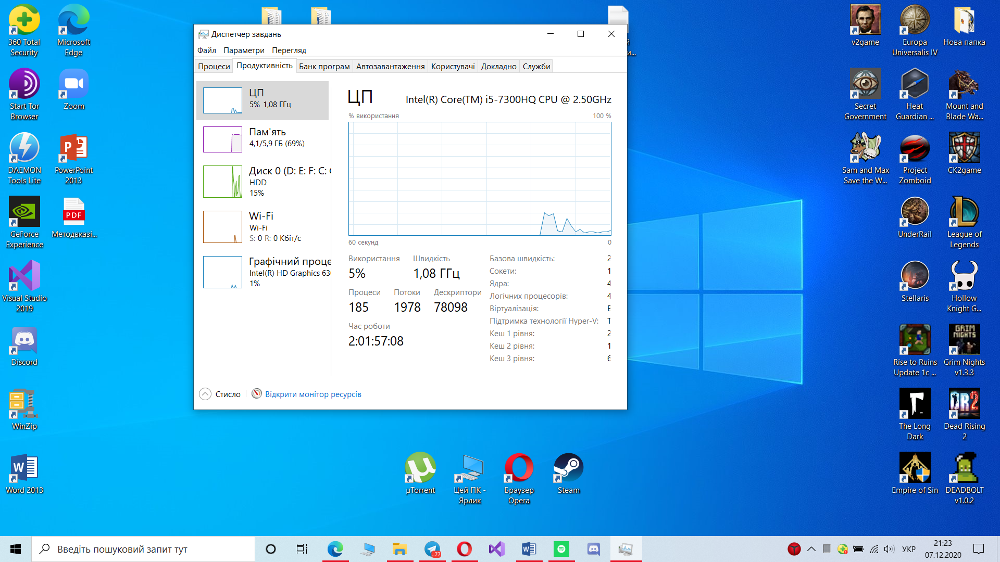 360 Total
Security
Microsoft
Edge
Start Tor
Browser
Zoom
DAEMON
Tools Lite
PowerPoint
2013
GeForce
Experience
PDF
Методвказі...
Visual Studio
2019
Discord
WinZip
Word 2013
Диспетчер завдань
Файл Параметри Перегляд
Процеси Продуктивність Банк програм Автозавантаження Користувачі Докладно Служби
ЦП
5% 1,08 ГГц
Пам'ять
4,1/5,9 ГБ (69%)
Диск 0 (D: E: F: C:
HDD
15%
Wi-Fi
Wi-Fi
S: 0 R: 0 Кбіт/с
Графічний проце
Intel(R) HD Graphics 63
1%
ЦП Intel(R) Core(TM) i5-7300HQ CPU @ 2.50GHz
% використання 100 %
60 секунд 0
Використання Швидкість
5% 1,08 ГГц
Процеси Потоки Дескриптори
185 1978 78098
Час роботи
2:01:57:08
Базова швидкість: 2
Сокети: 1
Ядра: 4
Логічних процесорів: 4
Віртуалізація:
Підтримка технології Hyper-V:
Кеш 1 рівня: 2
Кеш 2 рівня: 1
Кеш 3 рівня: 6
Стисло Відкрити монітор ресурсів
µTorrent
Цей ПК -
Ярлик
Браузер
Opera
Steam
v2game
Europa
Universalis IV
Нова папка
Secret
Government
Heat
Guardian ...
Mount and
Blade Wa...
Sam and Max
Save the W...
Project
Zomboid
CK2game
UnderRail
League of
Legends
Stellaris
Hollow
Knight G...
Rise to Ruins
Update 1c ...
GRIM
NIGHTS
Grim Nights
v1.3.3
The Long
Dark
DR2
Dead Rising
2
Empire of Sin
DEADBOLT
v1.0.2
Введіть пошуковий запит тут
..77
УКР
21:23
07.12.2020